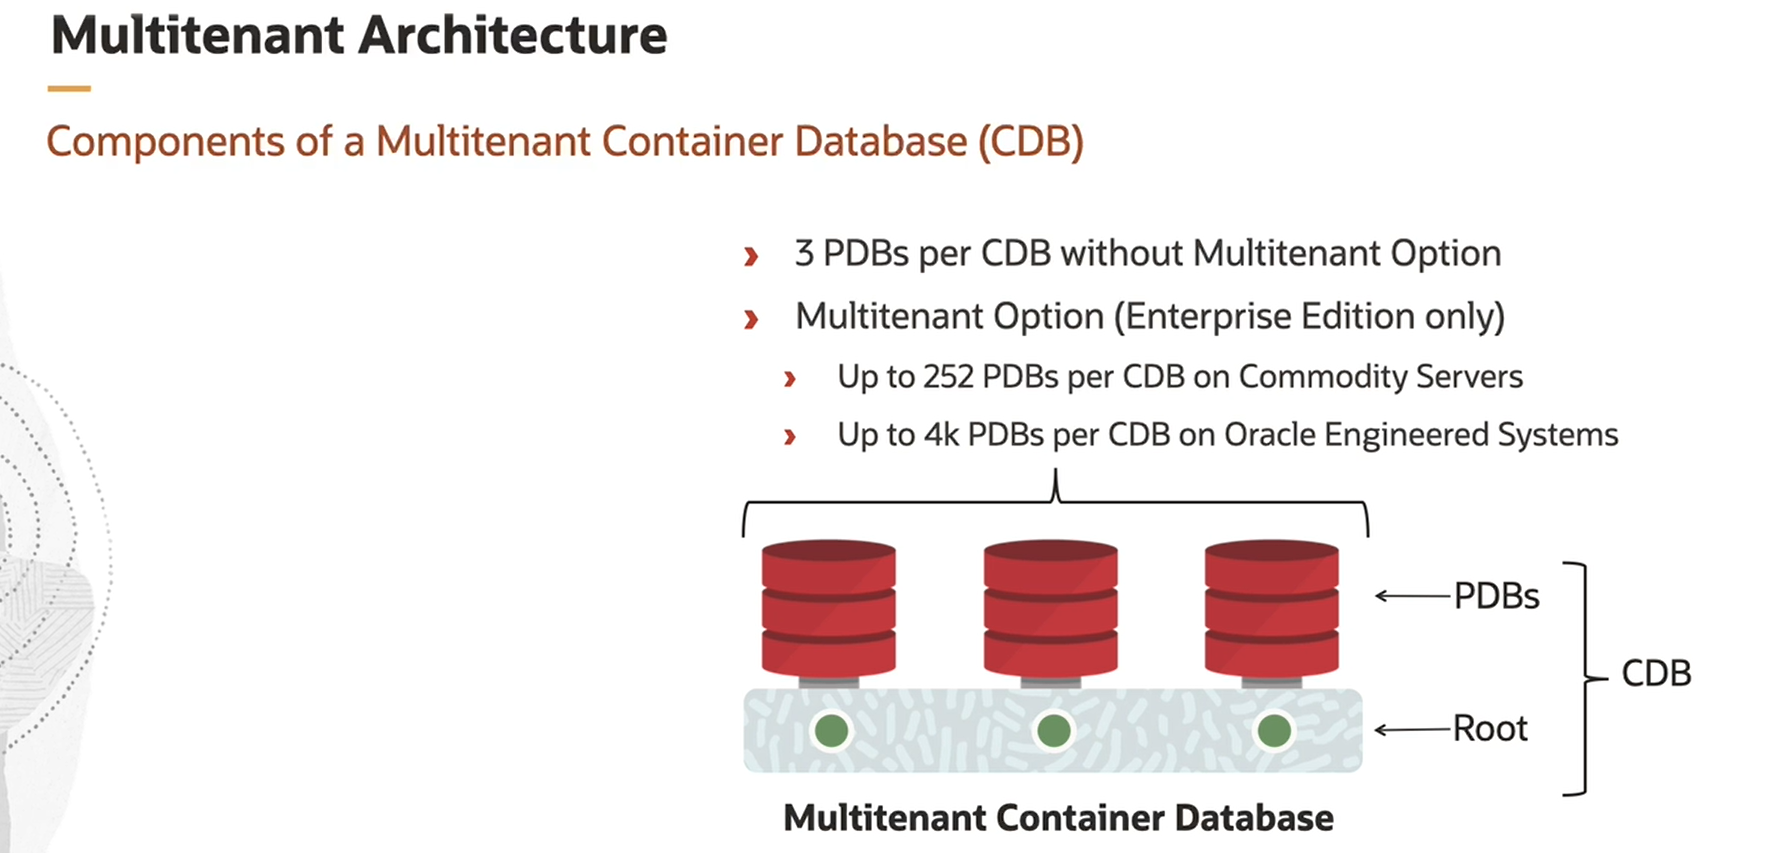 Multitenant Architecture
Components of a Multitenant Container Database (CDB)
3 PDBs per CDB without Multitenant Option
Multitenant Option (Enterprise Edition only)
Up to 252 PDBs per CDB on Commodity Servers
Up to 4k PDBs per CDB on Oracle Engineered Systems
PDBs
CDB
Root
Multitenant Container Database